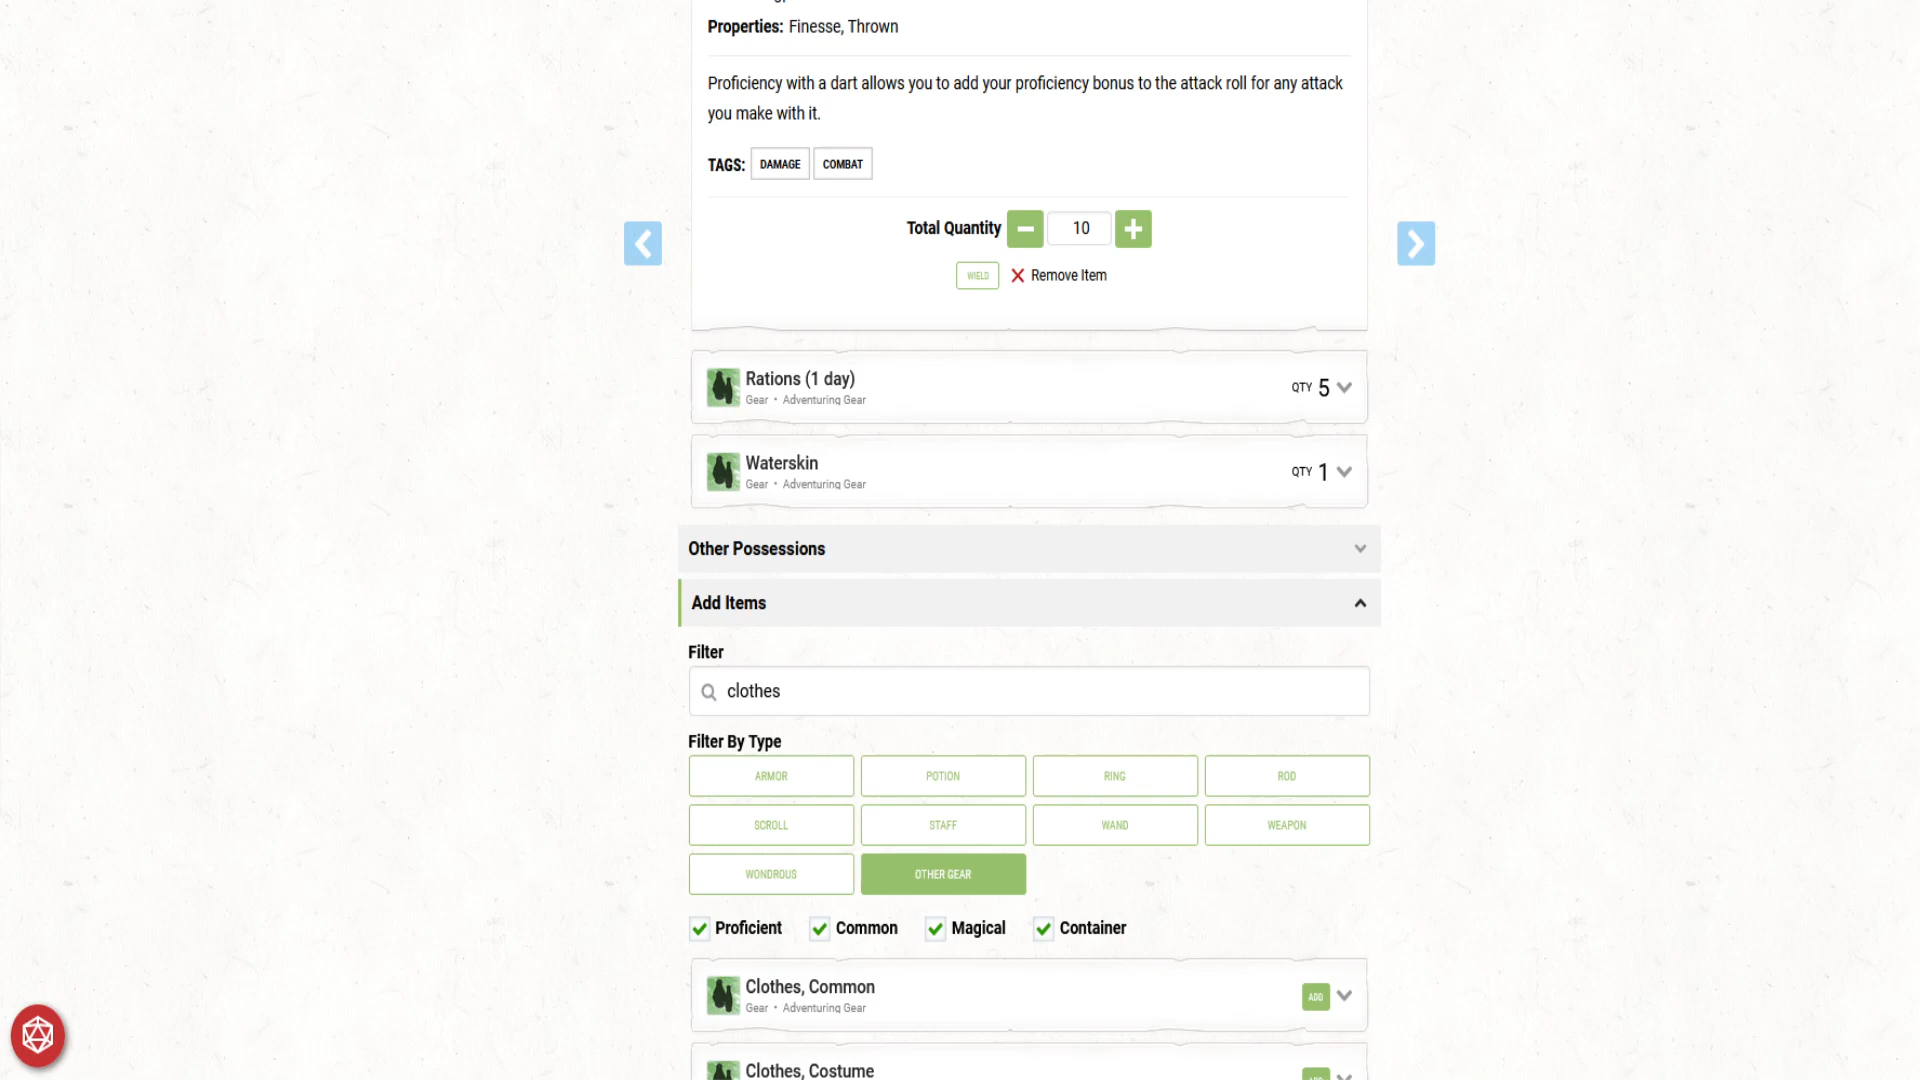 Properties: Finesse, Thrown
Proficiency with a dart allows you to add your proficiency bonus to the attack roll for any attack
you make with it.
TAGS: DAMAGE COMBAT
Total Quantity 10
WIELD Remove Item
Rations (1 day)
Gear • Adventuring Gear
QTY 5
Waterskin
Gear • Adventuring Gear
QTY 1
Other Possessions
Add Items
Filter
clothes
Filter By Type
ARMOR POTION RING ROD
SCROLL STAFF WAND WEAPON
WONDROUS OTHER GEAR
Proficient Common Magical Container
Clothes, Common
Gear • Adventuring Gear
ADD
Clothes, Costume